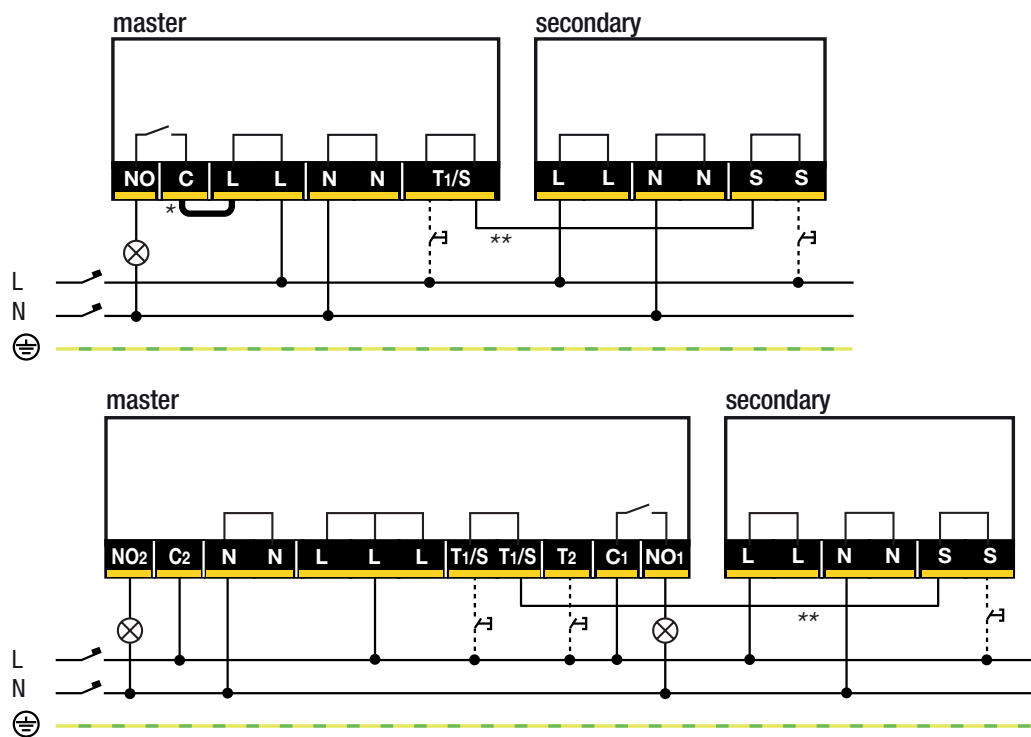 master secondary
NO C L L N N T1/S L L N N S S
* **
L
N
master secondary
NO2 C2 N N L L L T1/S T1/S T2 C1 NO1 L L N N S S
**
L
N